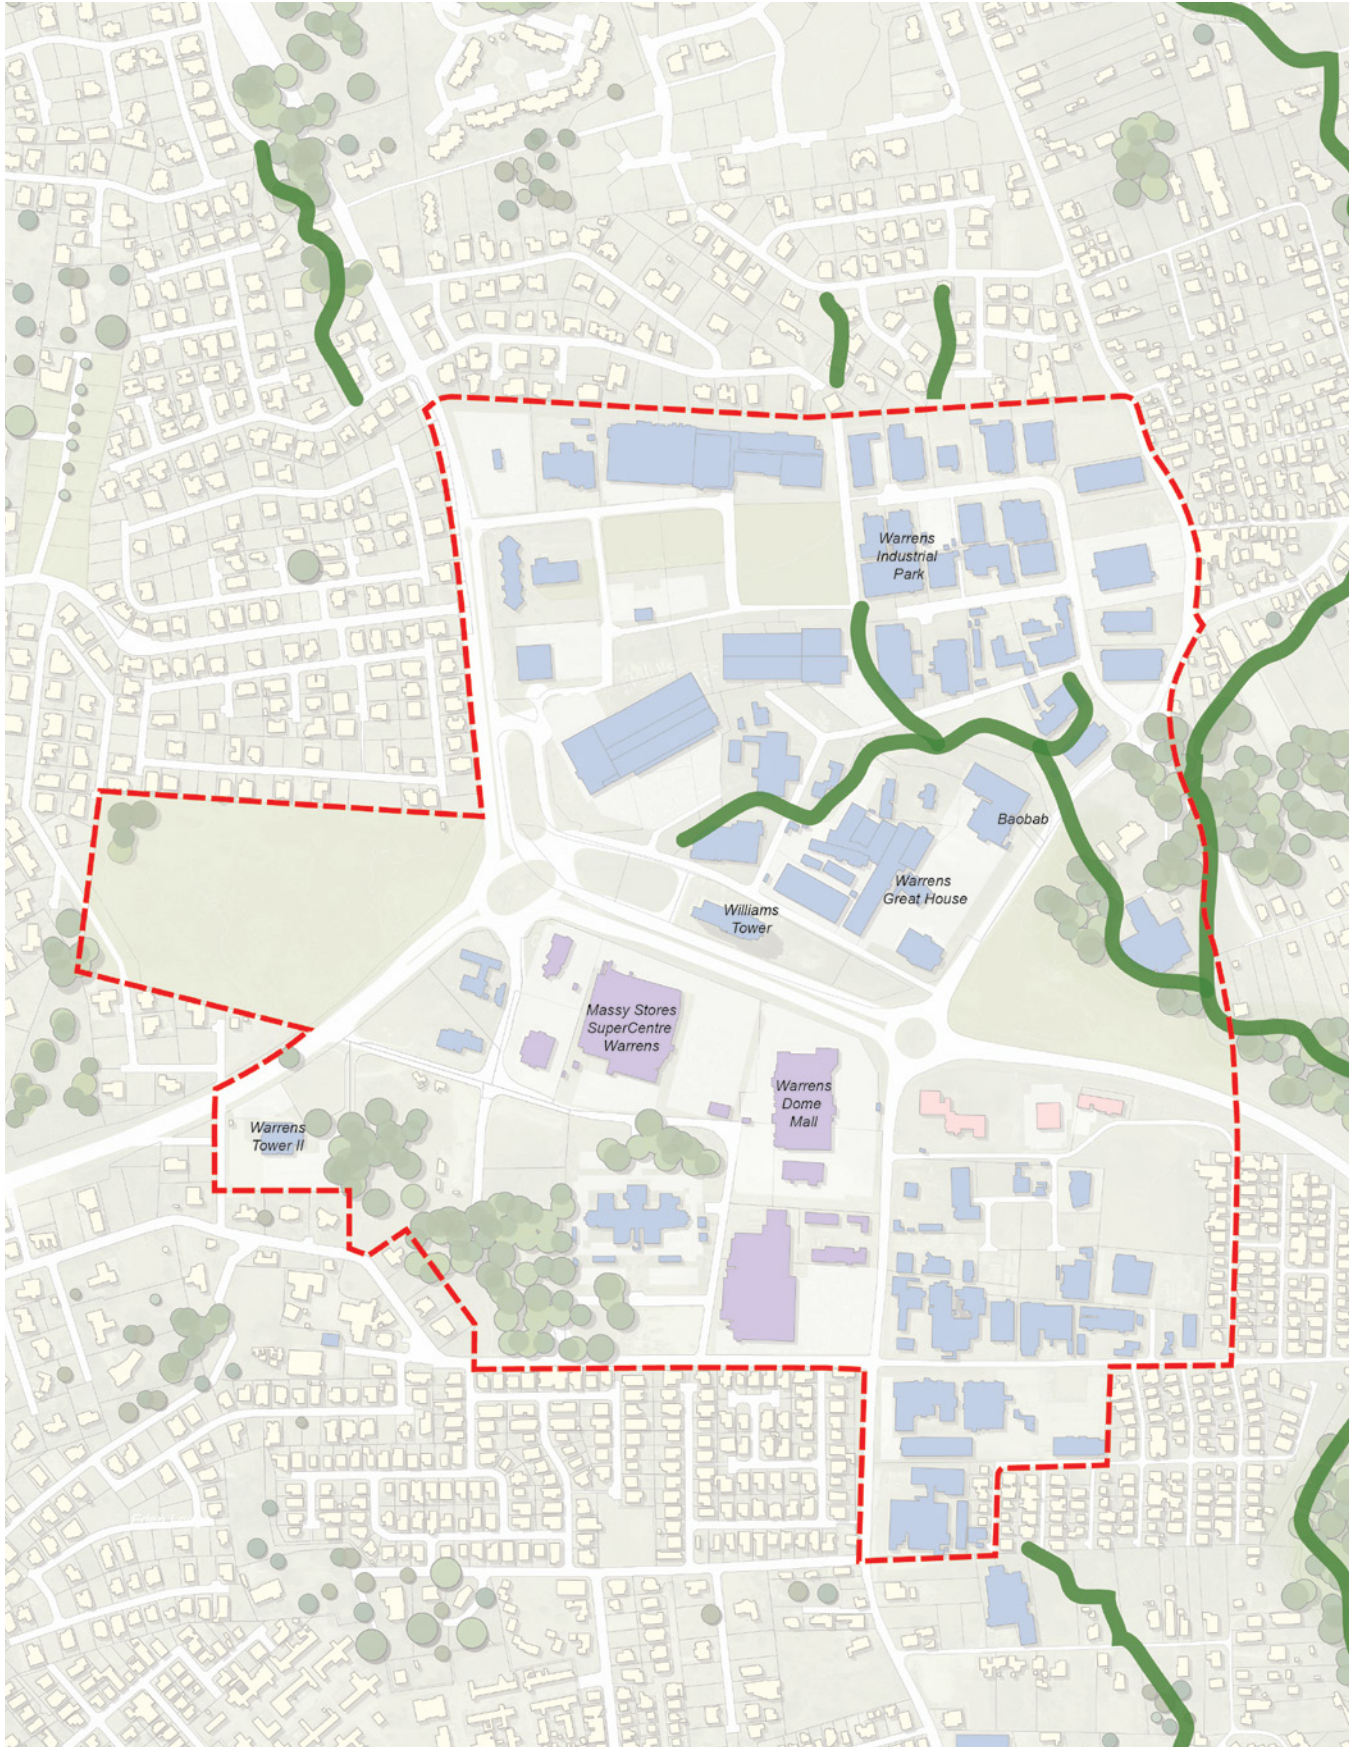 Warrens
Industrial
Park
Baobab
Warrens
Great House
Williams
Tower
Massy Stores
SuperCentre
Warrens
Warrens
Dome
Mall
Warrens
Tower II